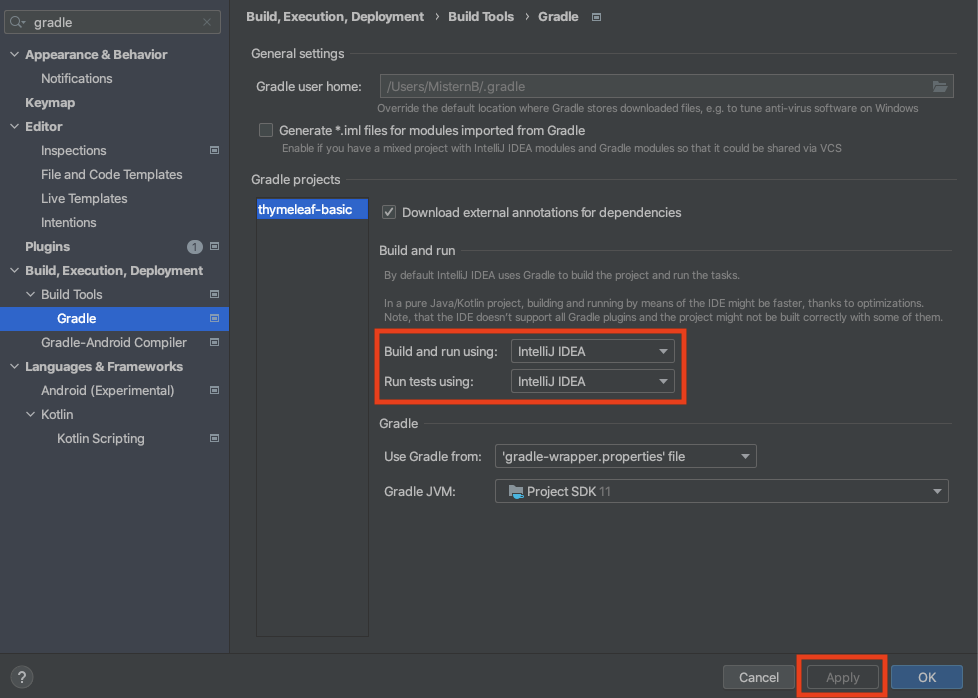 gradle
Appearance & Behavior
Notifications
Keymap
Editor
Inspections
File and Code Templates
Live Templates
Intentions
Plugins 1
Build, Execution, Deployment
Build Tools
Gradle
Gradle-Android Compiler
Languages & Frameworks
Android (Experimental)
Kotlin
Kotlin Scripting
Build, Execution, Deployment › Build Tools › Gradle
General settings
Gradle user home: /Users/MisternB/.gradle
Override the default location where Gradle stores downloaded files, e.g. to tune anti-virus software on Windows
Generate *.iml files for modules imported from Gradle
Enable if you have a mixed project with IntelliJ IDEA modules and Gradle modules so that it could be shared via VCS
Gradle projects
thymeleaf-basic
Download external annotations for dependencies
Build and run
By default IntelliJ IDEA uses Gradle to build the project and run the tasks.
In a pure Java/Kotlin project, building and running by means of the IDE might be faster, thanks to optimizations.
Note, that the IDE doesn't support all Gradle plugins and the project might not be built correctly with some of them.
Build and run using: IntelliJ IDEA
Run tests using: IntelliJ IDEA
Gradle
Use Gradle from: 'gradle-wrapper.properties' file
Gradle JVM: Project SDK 11
? Cancel Apply OK